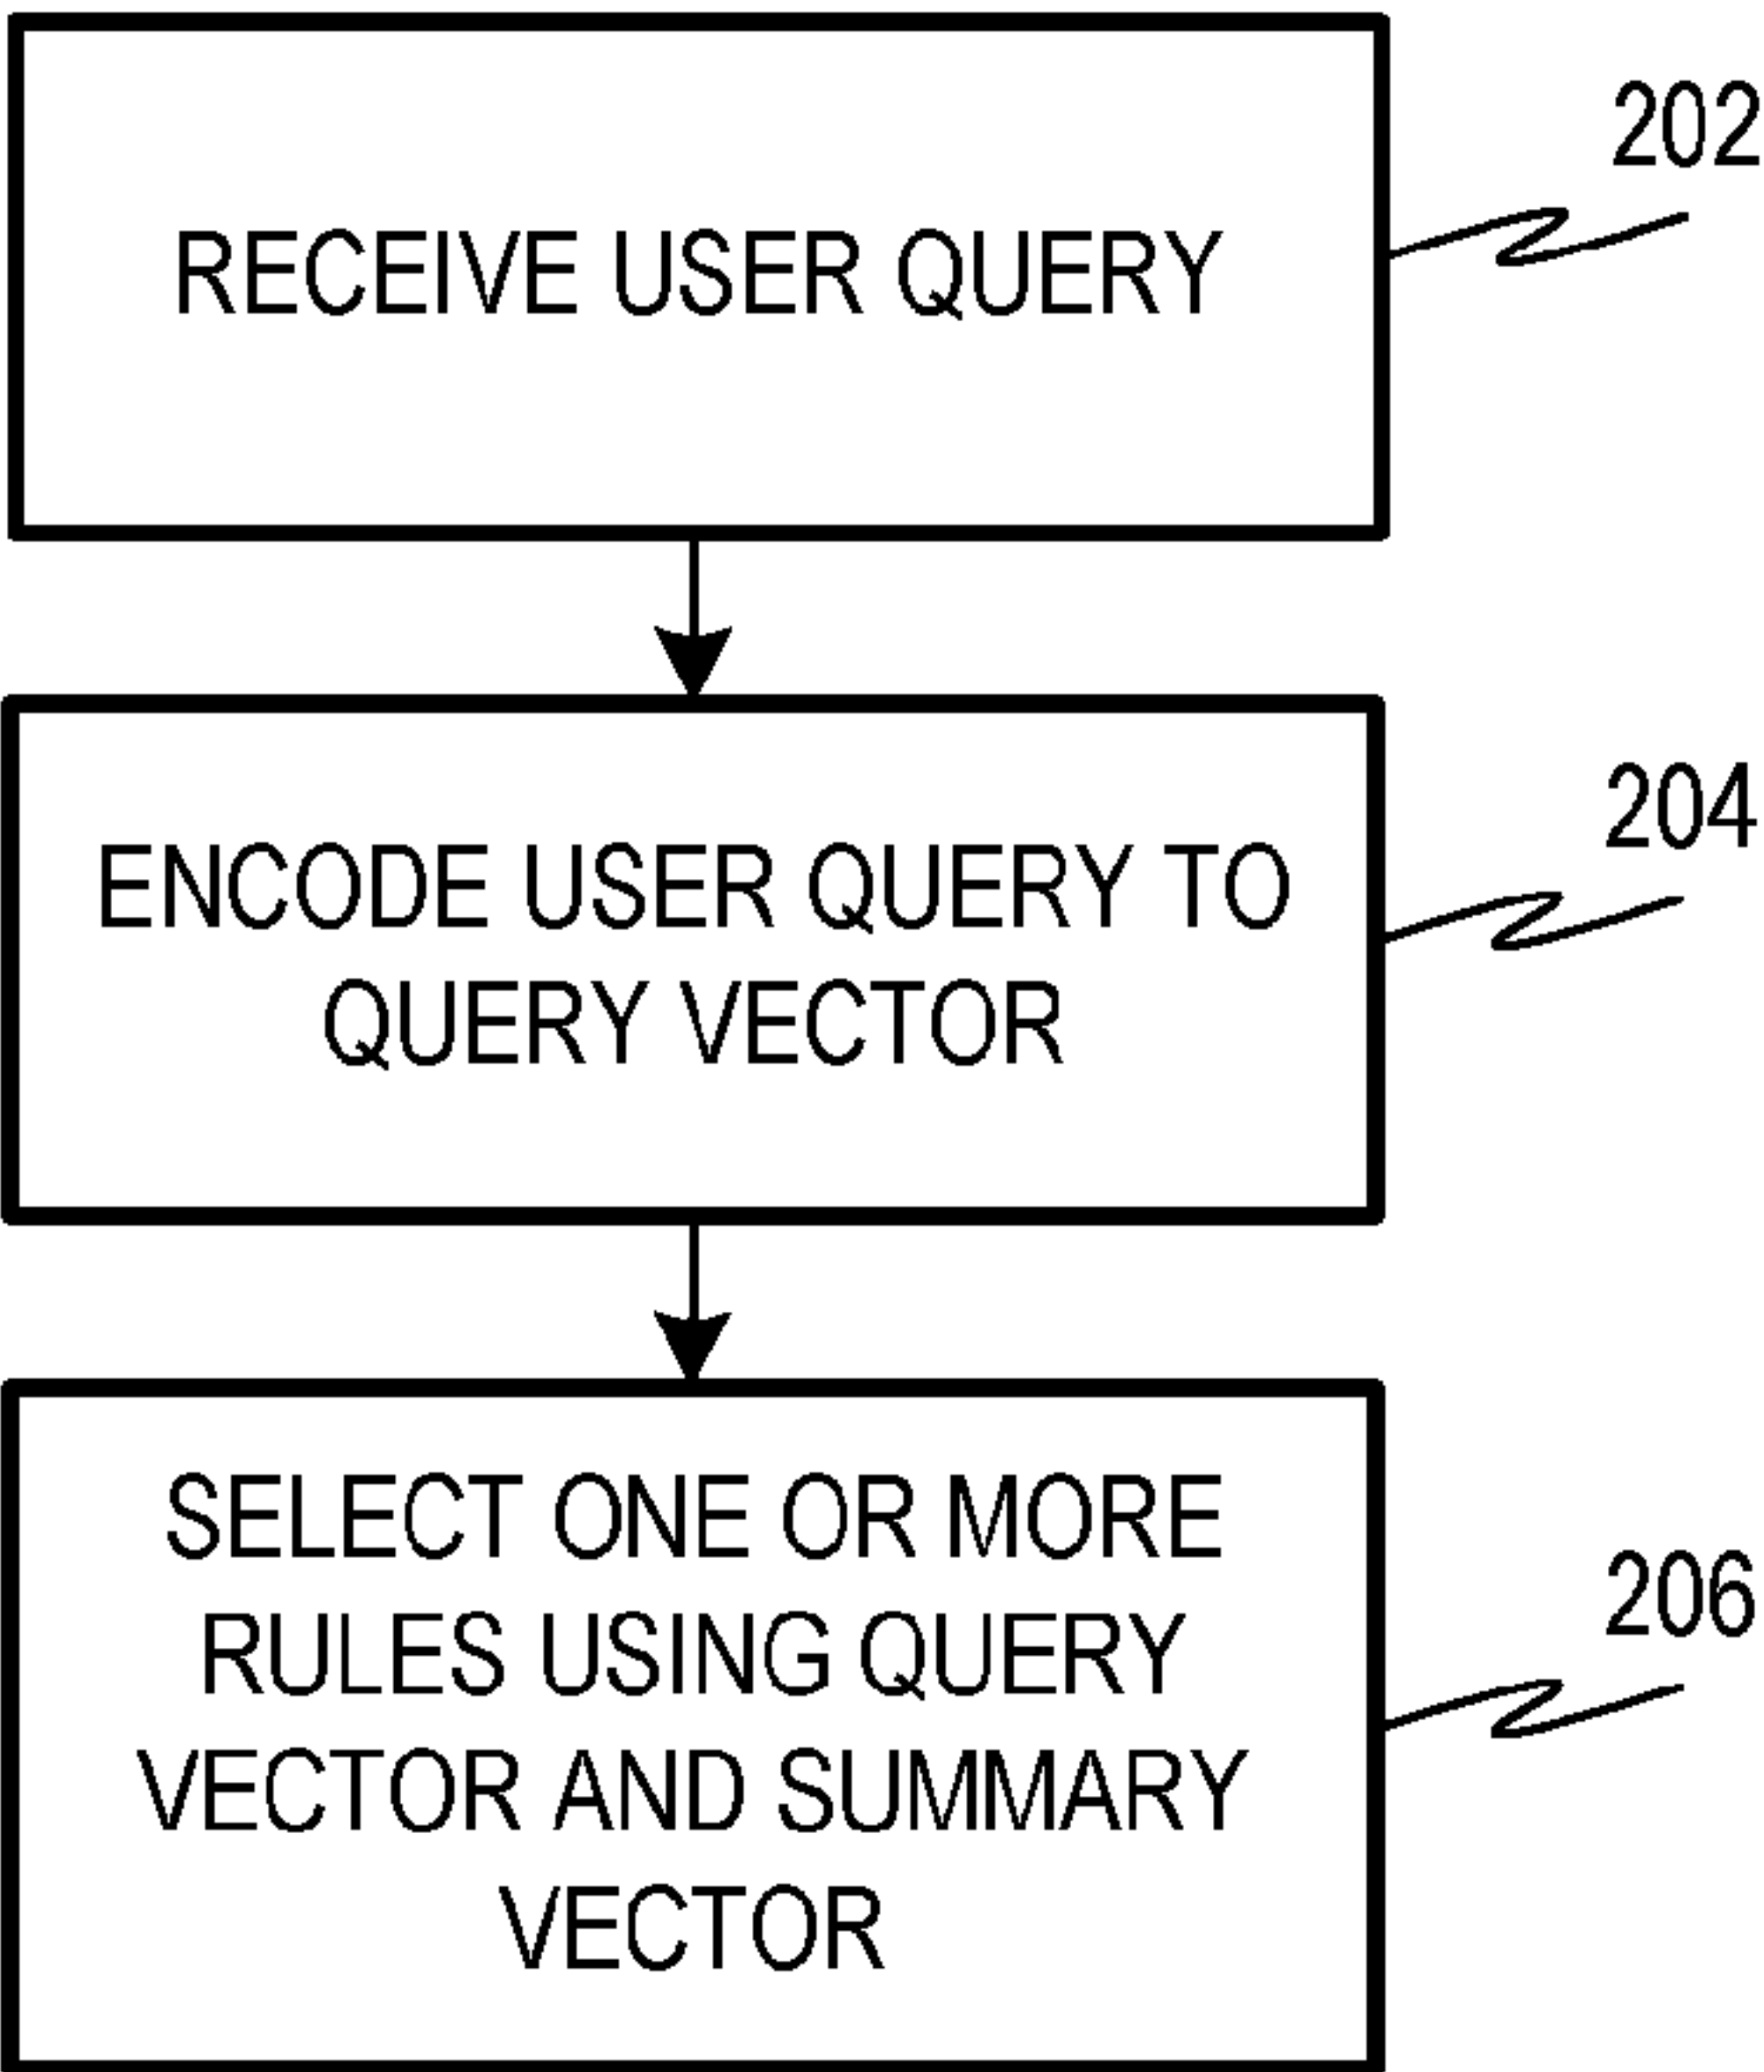 202
RECEIVE USER QUERY
204
ENCODE USER QUERY TO
QUERY VECTOR
206
SELECT ONE OR MORE
RULES USING QUERY
VECTOR AND SUMMARY
VECTOR